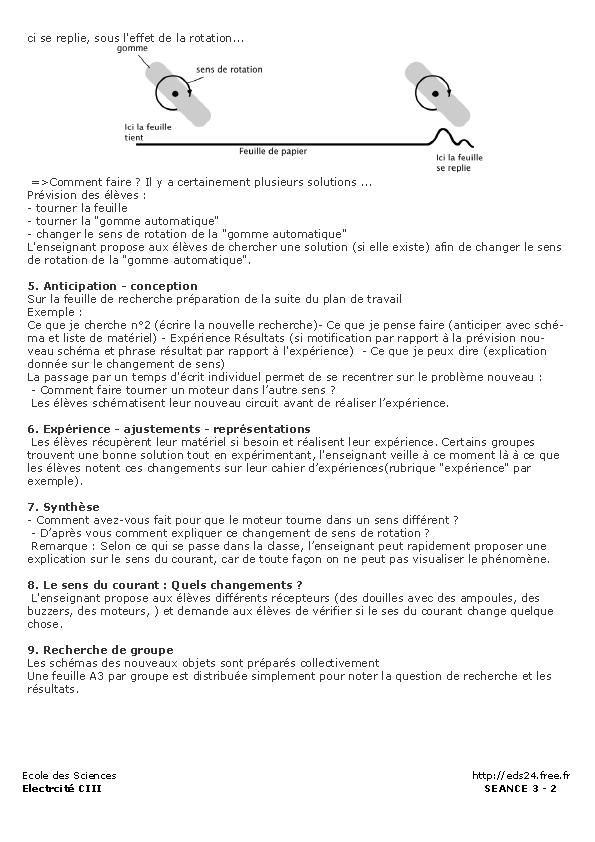 ci se replie, sous l'effet de la rotation...
gomme
sens de rotation
Ici la feuille
tient
Feuille de papier
Ici la feuille
se replie
=>Comment faire ? Il y a certainement plusieurs solutions ...
Prévision des élèves :
- tourner la feuille
- tourner la "gomme automatique"
- changer le sens de rotation de la "gomme automatique"
L'enseignant propose aux élèves de chercher une solution (si elle existe) afin de changer le sens
de rotation de la "gomme automatique".
5. Anticipation - conception
Sur la feuille de recherche préparation de la suite du plan de travail
Exemple :
Ce que je cherche n°2 (écrire la nouvelle recherche)- Ce que je pense faire (anticiper avec sché-
ma et liste de matériel) - Expérience Résultats (si motification par rapport à la prévision nou-
veau schéma et phrase résultat par rapport à l'expérience)  - Ce que je peux dire (explication
donnée sur le changement de sens)
La passage par un temps d'écrit individuel permet de se recentrer sur le problème nouveau :
- Comment faire tourner un moteur dans l’autre sens ?
Les élèves schématisent leur nouveau circuit avant de réaliser l’expérience.
6. Expérience - ajustements - représentations
Les élèves récupèrent leur matériel si besoin et réalisent leur expérience. Certains groupes
trouvent une bonne solution tout en expérimentant, l'enseignant veille à ce moment là à ce que
les élèves notent ces changements sur leur cahier d’expériences(rubrique "expérience" par
exemple).
7. Synthèse
- Comment avez-vous fait pour que le moteur tourne dans un sens différent ?
- D’après vous comment expliquer ce changement de sens de rotation ?
Remarque : Selon ce qui se passe dans la classe, l’enseignant peut rapidement proposer une
explication sur le sens du courant, car de toute façon on ne peut pas visualiser le phénomène.
8. Le sens du courant : Quels changements ?
L'enseignant propose aux élèves différents récepteurs (des douilles avec des ampoules, des
buzzers, des moteurs, ) et demande aux élèves de vérifier si le ses du courant change quelque
chose.
9. Recherche de groupe
Les schémas des nouveaux objets sont préparés collectivement
Une feuille A3 par groupe est distribuée simplement pour noter la question de recherche et les
résultats.
Ecole des Sciences
http://eds24.free.fr
Electrcité CIII
SEANCE 3 - 2